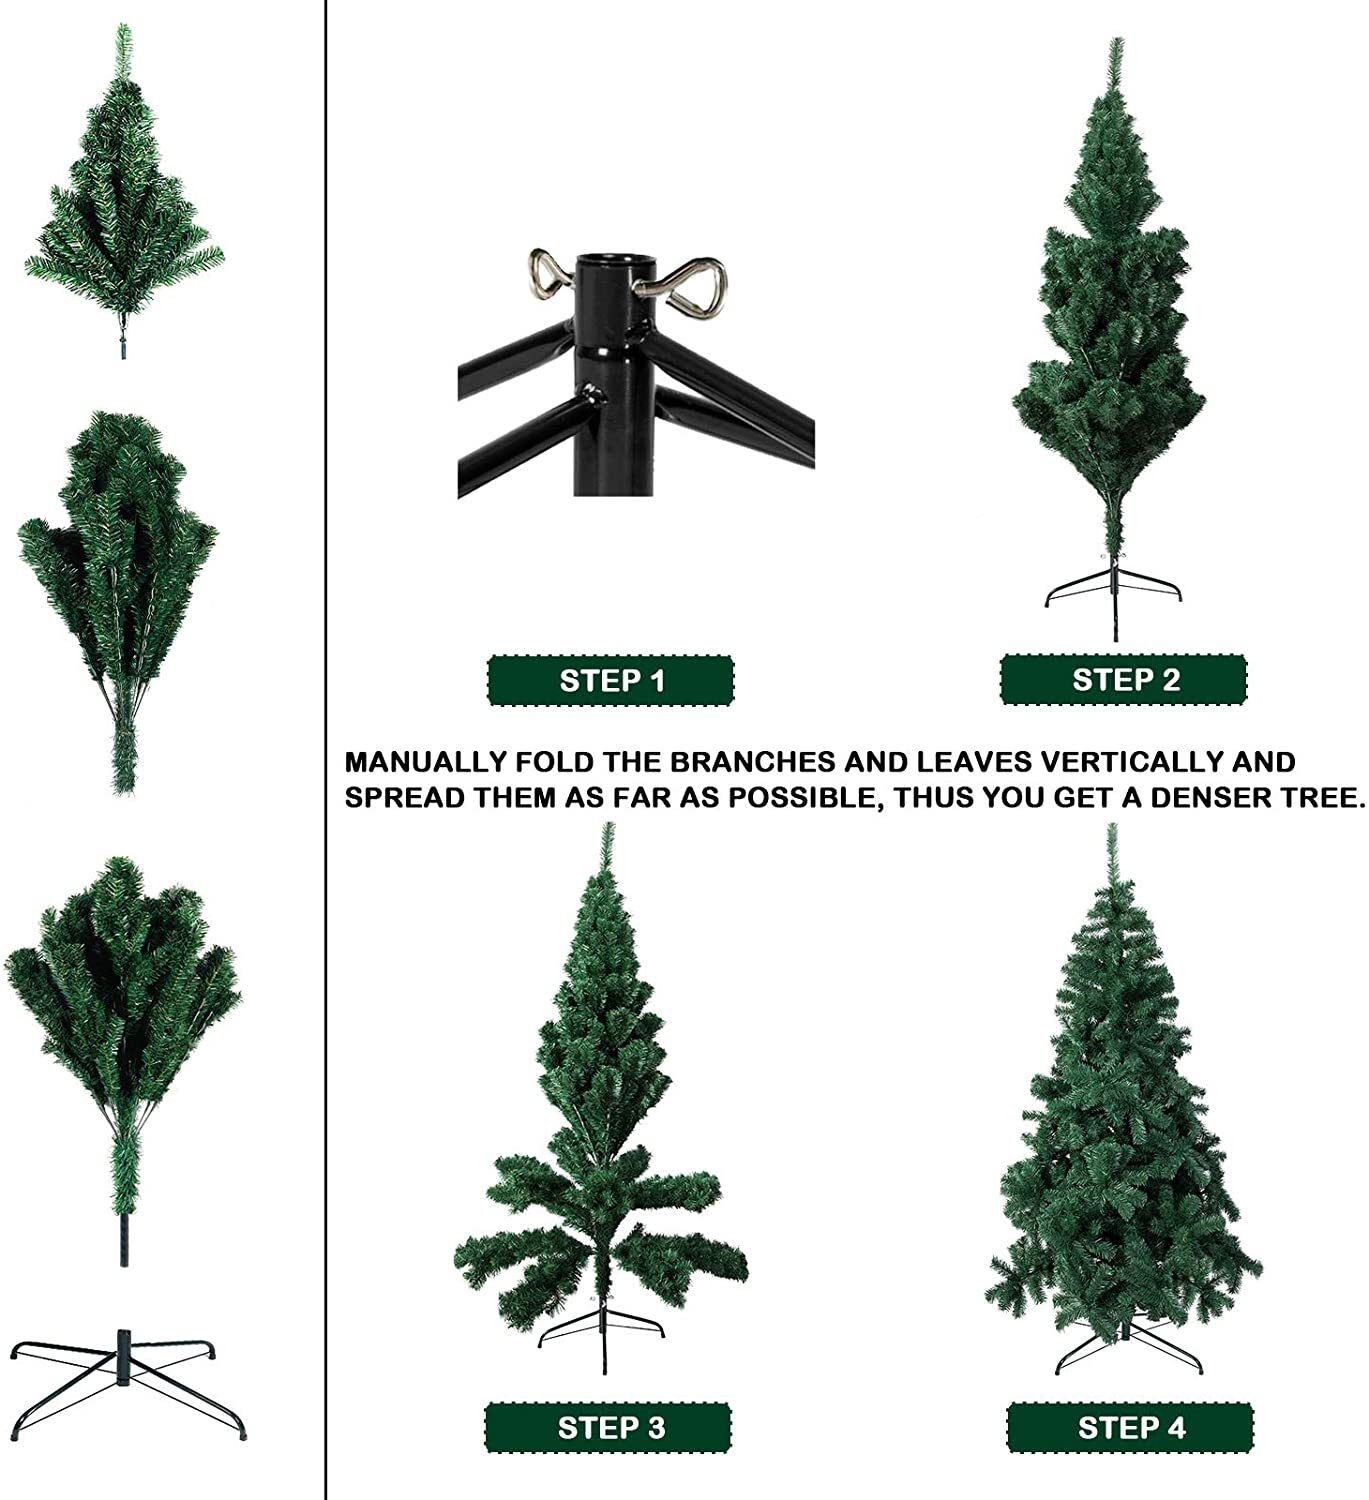 STEP 1
STEP 2
MANUALLY FOLD THE BRANCHES AND LEAVES VERTICALLY AND
SPREAD THEM AS FAR AS POSSIBLE, THUS YOU GET A DENSER TREE.
STEP 3
STEP 4